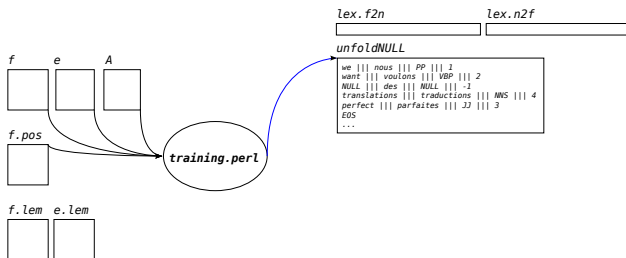 lex.f2n lex.n2f
unfoldNULL
we ||| nous ||| PP ||| 1
want ||| voulons ||| VBP ||| 2
NULL ||| des ||| NULL ||| -1
translations ||| traductions ||| NNS ||| 4
perfect ||| parfaites ||| JJ ||| 3
EOS
...
f e A
f.pos
training.perl
f.lem e.lem